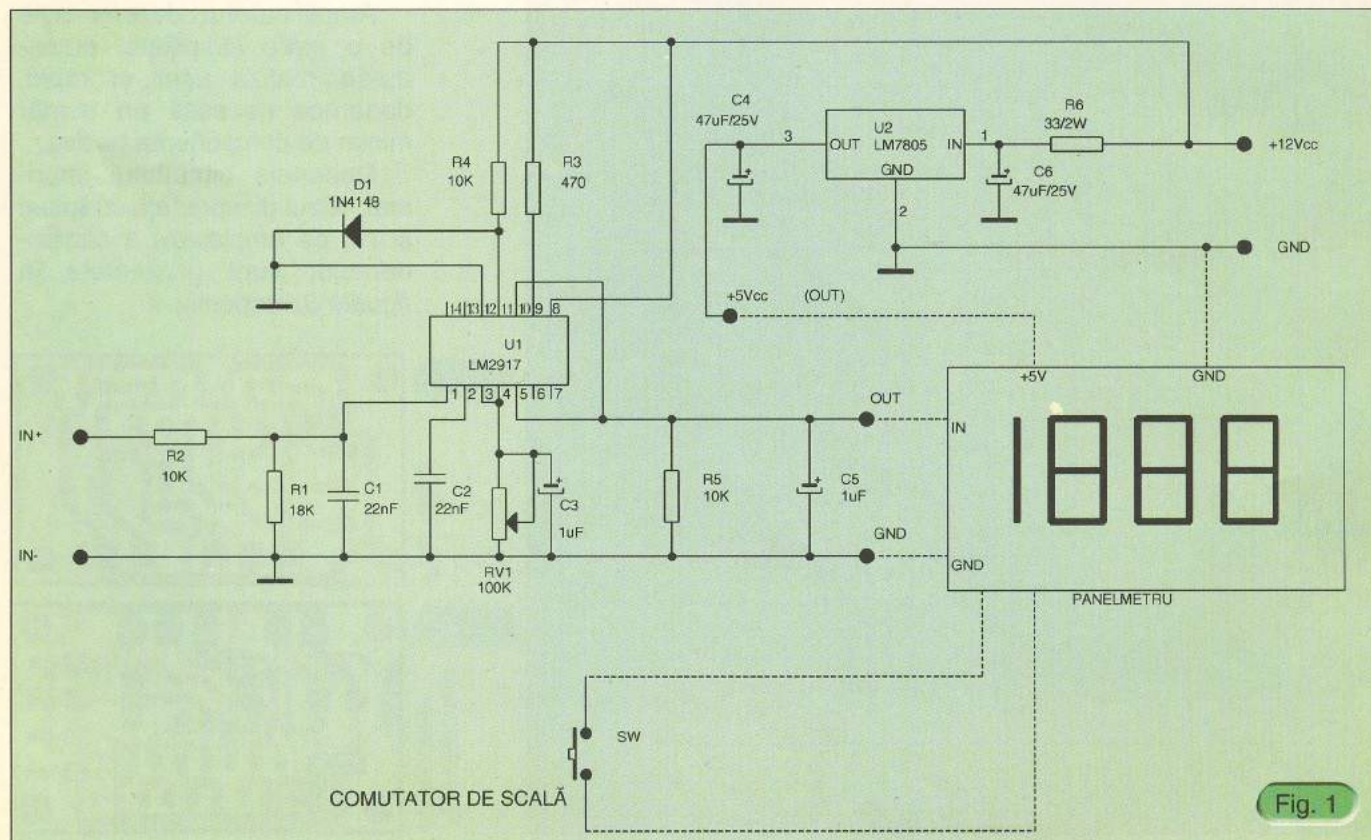 C4
47uF/25V
3
OUT
U2
LM7805
IN
GND
2
1
R6
33/2W
+
C6
47uF/25V
+12Vcc
GND
R4
10K
R3
470
D1
1N4148
+5Vcc
(OUT)
14 13 12 11 10 9 8
U1
LM2917
1 2 3 4 5 6 7
IN+
R2
10K
R1
18K
C1
22nF
C2
22nF
RV1
100K
+
C3
1uF
R5
10K
+
C5
1uF
OUT
GND
IN-
+5V
GND
IN
1888
GND
PANELMETRU
SW
COMUTATOR DE SCALĂ
Fig. 1